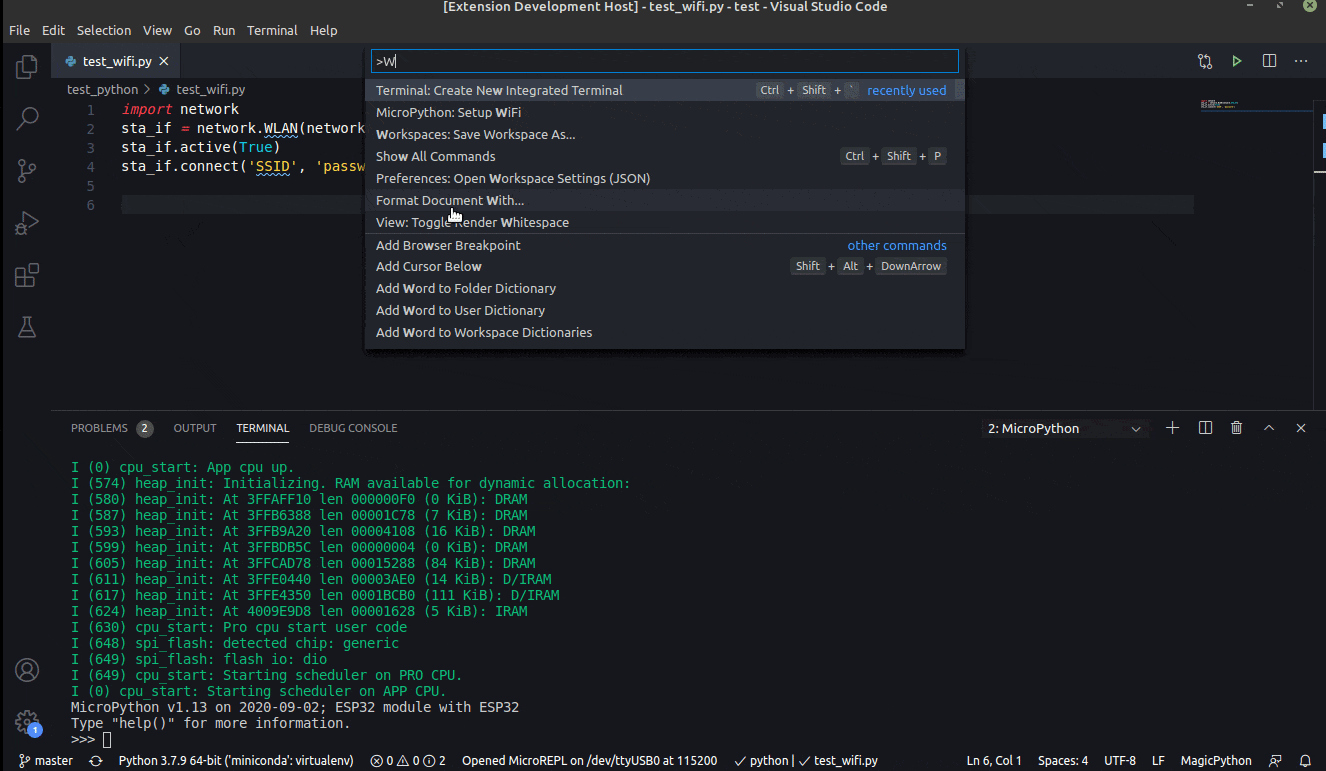 [Extension Development Host] - test_wifi.py - test - Visual Studio Code
File Edit Selection View Go Run Terminal Help
test_wifi.py
>W
test_python > test_wifi.py
Terminal: Create New Integrated Terminal Ctrl + Shift + ` recently used
MicroPython: Setup WiFi
Workspaces: Save Workspace As...
Show All Commands Ctrl + Shift + P
Preferences: Open Workspace Settings (JSON)
Format Document With...
View: Toggle Render Whitespace
Add Browser Breakpoint other commands
Add Cursor Below Shift + Alt + DownArrow
Add Word to Folder Dictionary
Add Word to User Dictionary
Add Word to Workspace Dictionaries
1 import network
2 sta_if = network.WLAN(network
3 sta_if.active(True)
4 sta_if.connect('SSID', 'passw
5
6
PROBLEMS 2 OUTPUT TERMINAL DEBUG CONSOLE 2: MicroPython
I (0) cpu_start: App cpu up.
I (574) heap_init: Initializing. RAM available for dynamic allocation:
I (580) heap_init: At 3FFAFF10 len 000000F0 (0 KiB): DRAM
I (587) heap_init: At 3FFB6388 len 00001C78 (7 KiB): DRAM
I (593) heap_init: At 3FFB9A20 len 00004108 (16 KiB): DRAM
I (599) heap_init: At 3FFBDB5C len 00000004 (0 KiB): DRAM
I (605) heap_init: At 3FFCAD78 len 00015288 (84 KiB): DRAM
I (611) heap_init: At 3FFE0440 len 00003AE0 (14 KiB): D/IRAM
I (617) heap_init: At 3FFE4350 len 0001BCB0 (111 KiB): D/IRAM
I (624) heap_init: At 4009E9D8 len 00001628 (5 KiB): IRAM
I (630) cpu_start: Pro cpu start user code
I (648) spi_flash: detected chip: generic
I (649) spi_flash: flash io: dio
I (649) cpu_start: Starting scheduler on PRO CPU.
I (0) cpu_start: Starting scheduler on APP CPU.
MicroPython v1.13 on 2020-09-02; ESP32 module with ESP32
Type "help()" for more information.
>>>
1
master Python 3.7.9 64-bit ('miniconda': virtualenv) 0 0 2 Opened MicroREPL on /dev/ttyUSB0 at 115200 ✓ python | ✓ test_wifi.py Ln 6, Col 1 Spaces: 4 UTF-8 LF MagicPython